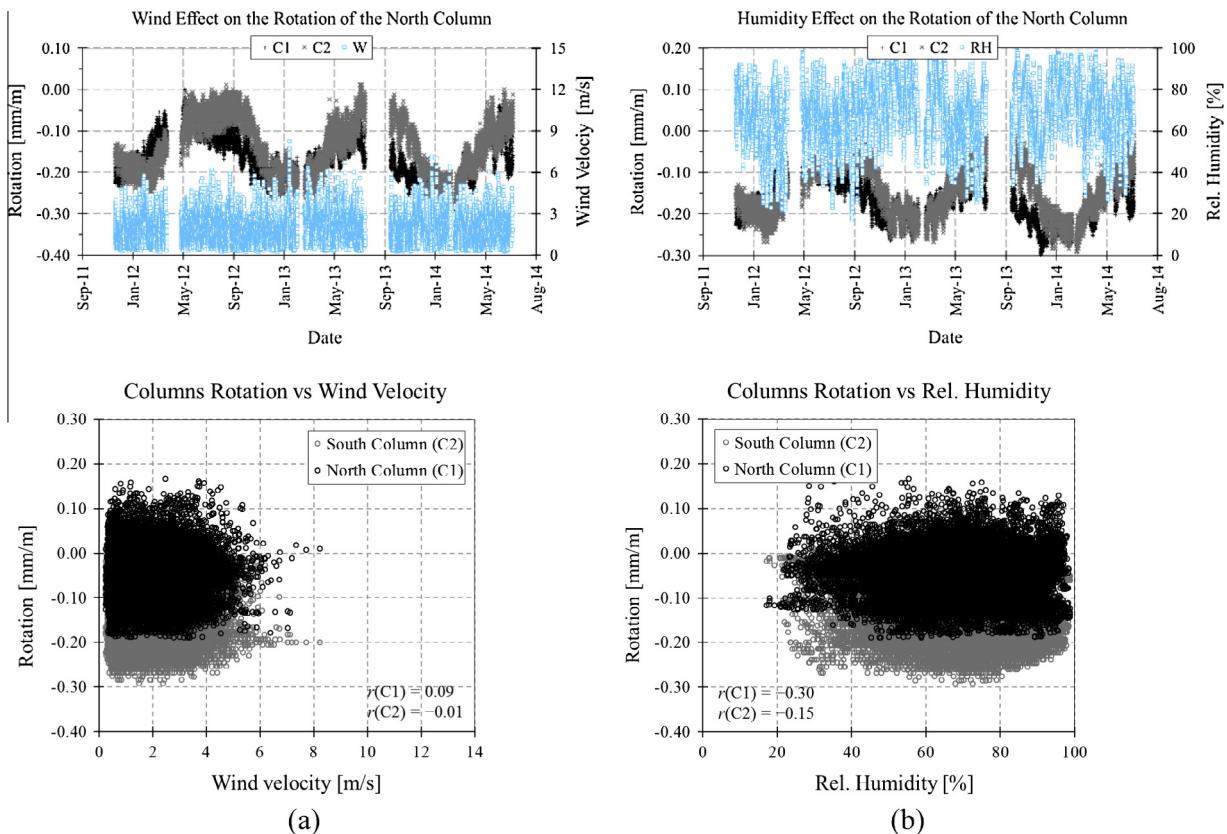 Wind Effect on the Rotation of the North Column
C1 C2 W
0.10
0.00
-0.10
-0.20
-0.30
-0.40
Rotation [mm/m]
15
12
9
6
3
0
Wind Velociy [m/s]
Sep-11
Jan-12
May-12
Sep-12
Jan-13
May-13
Sep-13
Jan-14
May-14
Aug-14
Date
Humidity Effect on the Rotation of the North Column
C1 C2 RH
0.20
0.10
0.00
-0.10
-0.20
-0.30
Rotation [mm/m]
100
80
60
40
20
0
Rel. Humidity [%]
Sep-11
Jan-12
May-12
Sep-12
Jan-13
May-13
Sep-13
Jan-14
May-14
Aug-14
Date
Columns Rotation vs Wind Velocity
South Column (C2)
North Column (C1)
0.30
0.20
0.10
0.00
-0.10
-0.20
-0.30
-0.40
Rotation [mm/m]
r(C1) = 0.09
r(C2) = −0.01
0 2 4 6 8 10 12 14
Wind velocity [m/s]
(a)
Columns Rotation vs Rel. Humidity
South Column (C2)
North Column (C1)
0.30
0.20
0.10
0.00
-0.10
-0.20
-0.30
-0.40
Rotation [mm/m]
r(C1) = −0.30
r(C2) = −0.15
0 20 40 60 80 100
Rel. Humidity [%]
(b)